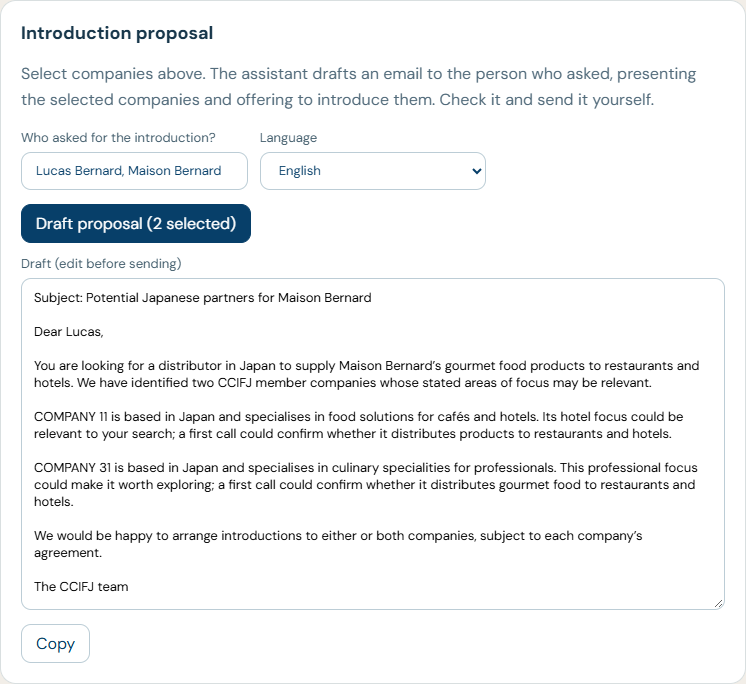 Introduction proposal
Select companies above. The assistant drafts an email to the person who asked, presenting
the selected companies and offering to introduce them. Check it and send it yourself.
Who asked for the introduction?
Language
Lucas Bernard, Maison Bernard
English
Draft proposal (2 selected)
Draft (edit before sending)
Subject: Potential Japanese partners for Maison Bernard
Dear Lucas,
You are looking for a distributor in Japan to supply Maison Bernard’s gourmet food products to restaurants and
hotels. We have identified two CCIFJ member companies whose stated areas of focus may be relevant.
COMPANY 11 is based in Japan and specialises in food solutions for cafés and hotels. Its hotel focus could be
relevant to your search; a first call could confirm whether it distributes products to restaurants and hotels.
COMPANY 31 is based in Japan and specialises in culinary specialities for professionals. This professional focus
could make it worth exploring; a first call could confirm whether it distributes gourmet food to restaurants and
hotels.
We would be happy to arrange introductions to either or both companies, subject to each company’s
agreement.
The CCIFJ team
Copy